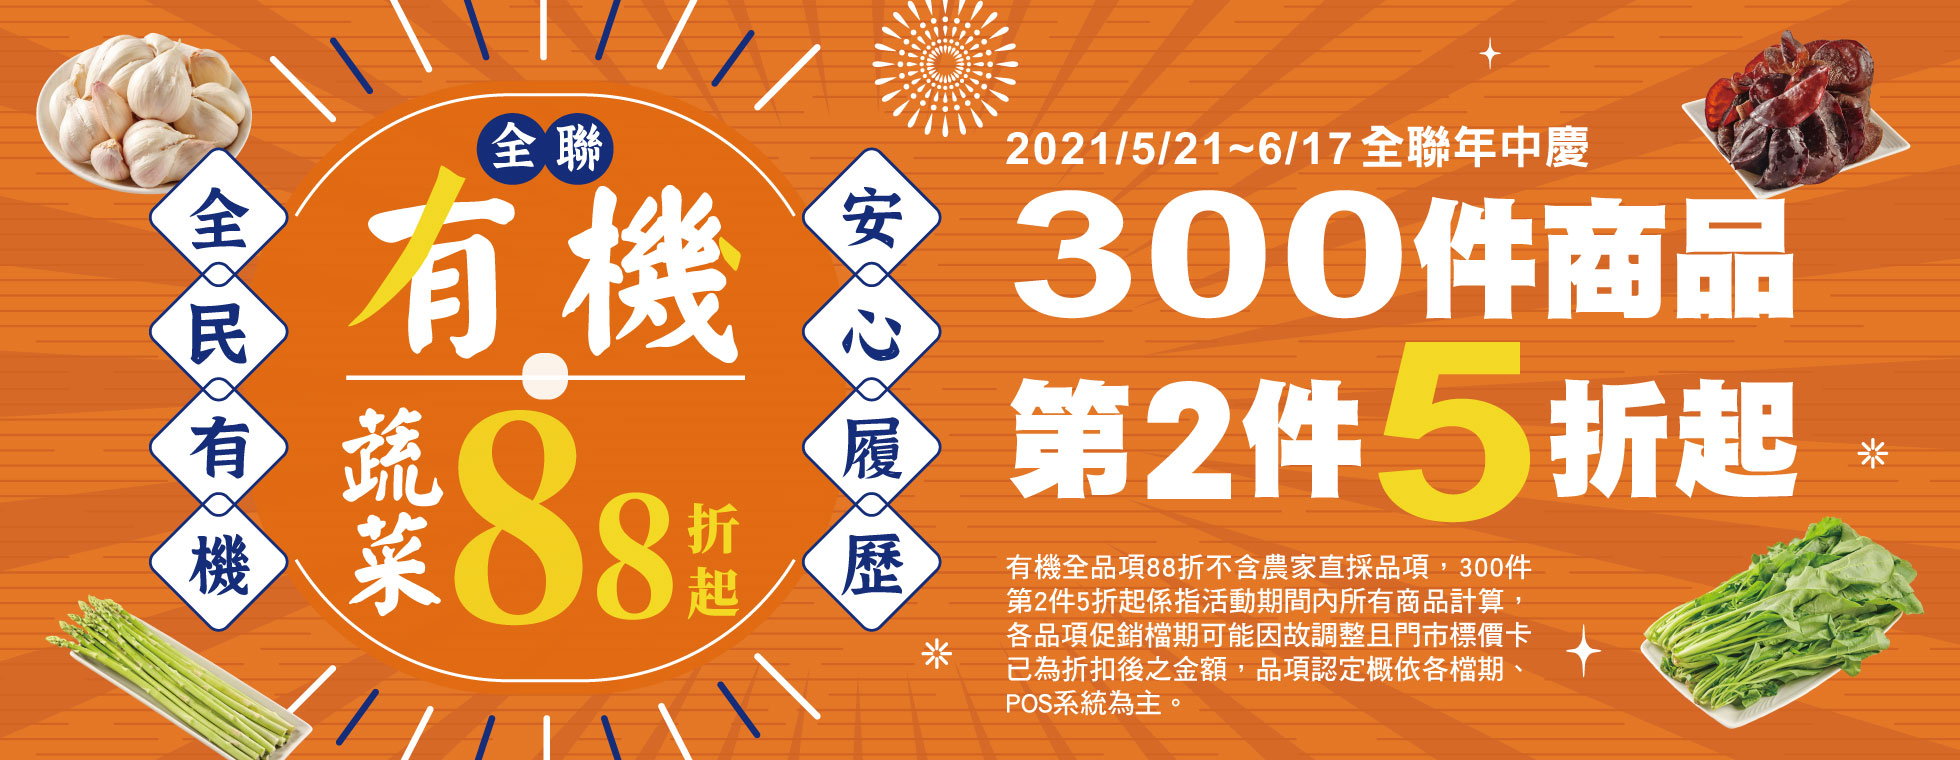 全民有機
全聯
有機
蔬菜88折起
安心履歷
2021/5/21~6/17全聯年中慶
300件商品
第2件5折起
有機全品項88折不含農家直採品項，300件
第2件5折起係指活動期間內所有商品計算，
各品項促銷檔期可能因故調整且門市標價卡
己為折扣後之金額，品項認定概依各檔期、
POS系統為主。